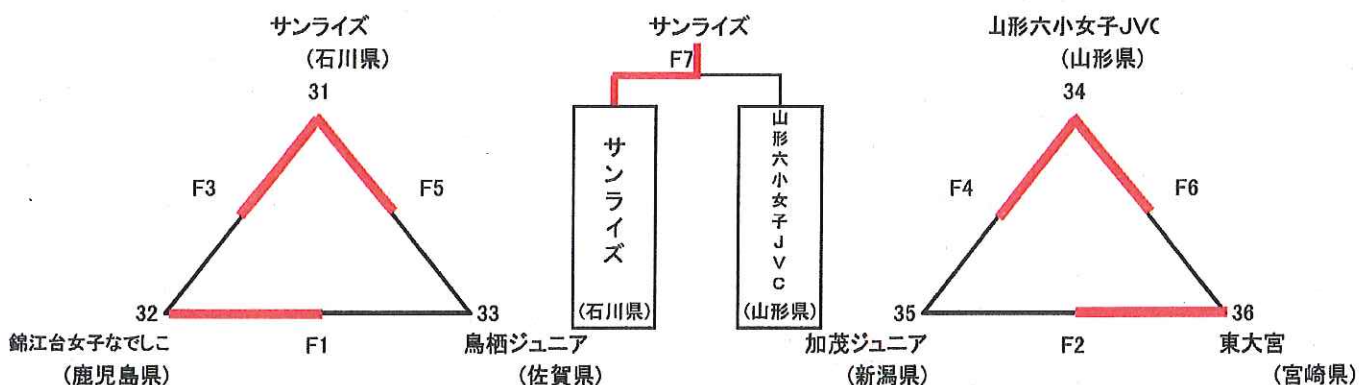 サンライズ
(石川県)
31
F3
F5
32
33
錦江台女子なでしこ
(鹿児島県)
F1
鳥栖ジュニア
(佐賀県)
サンライズ
F7
サンライズ
(石川県)
山形六小女子JVC
(山形県)
山形六小女子JVC
(山形県)
34
F4
F6
35
36
加茂ジュニア
(新潟県)
F2
東大宮
(宮崎県)